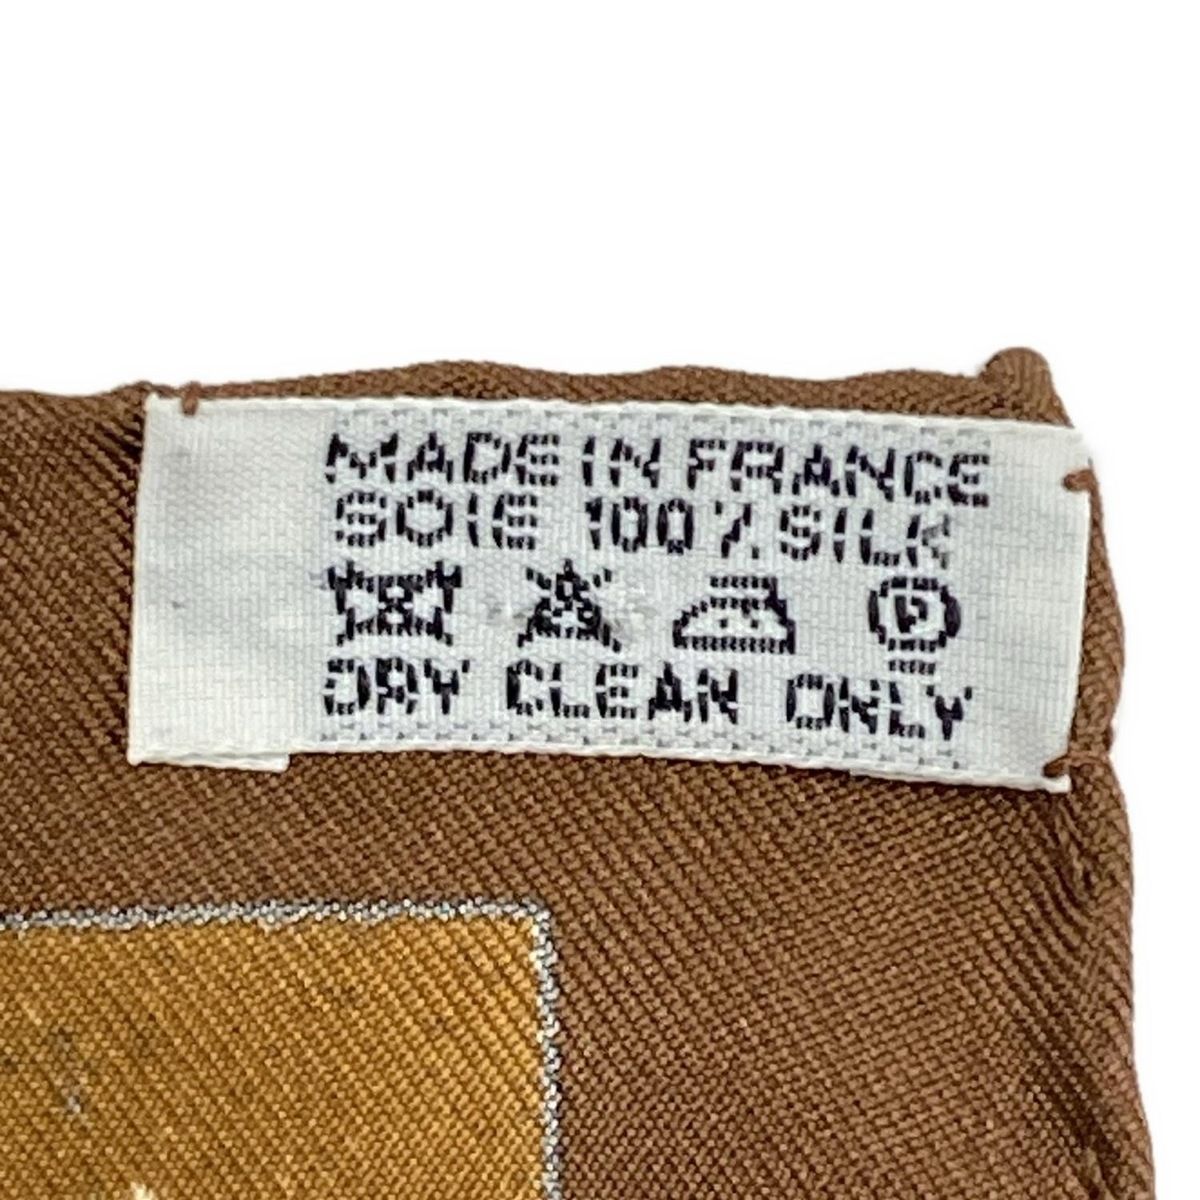 MADE IN FRANCE
SOIE 100% SILK
P
DRY CLEAN ONLY